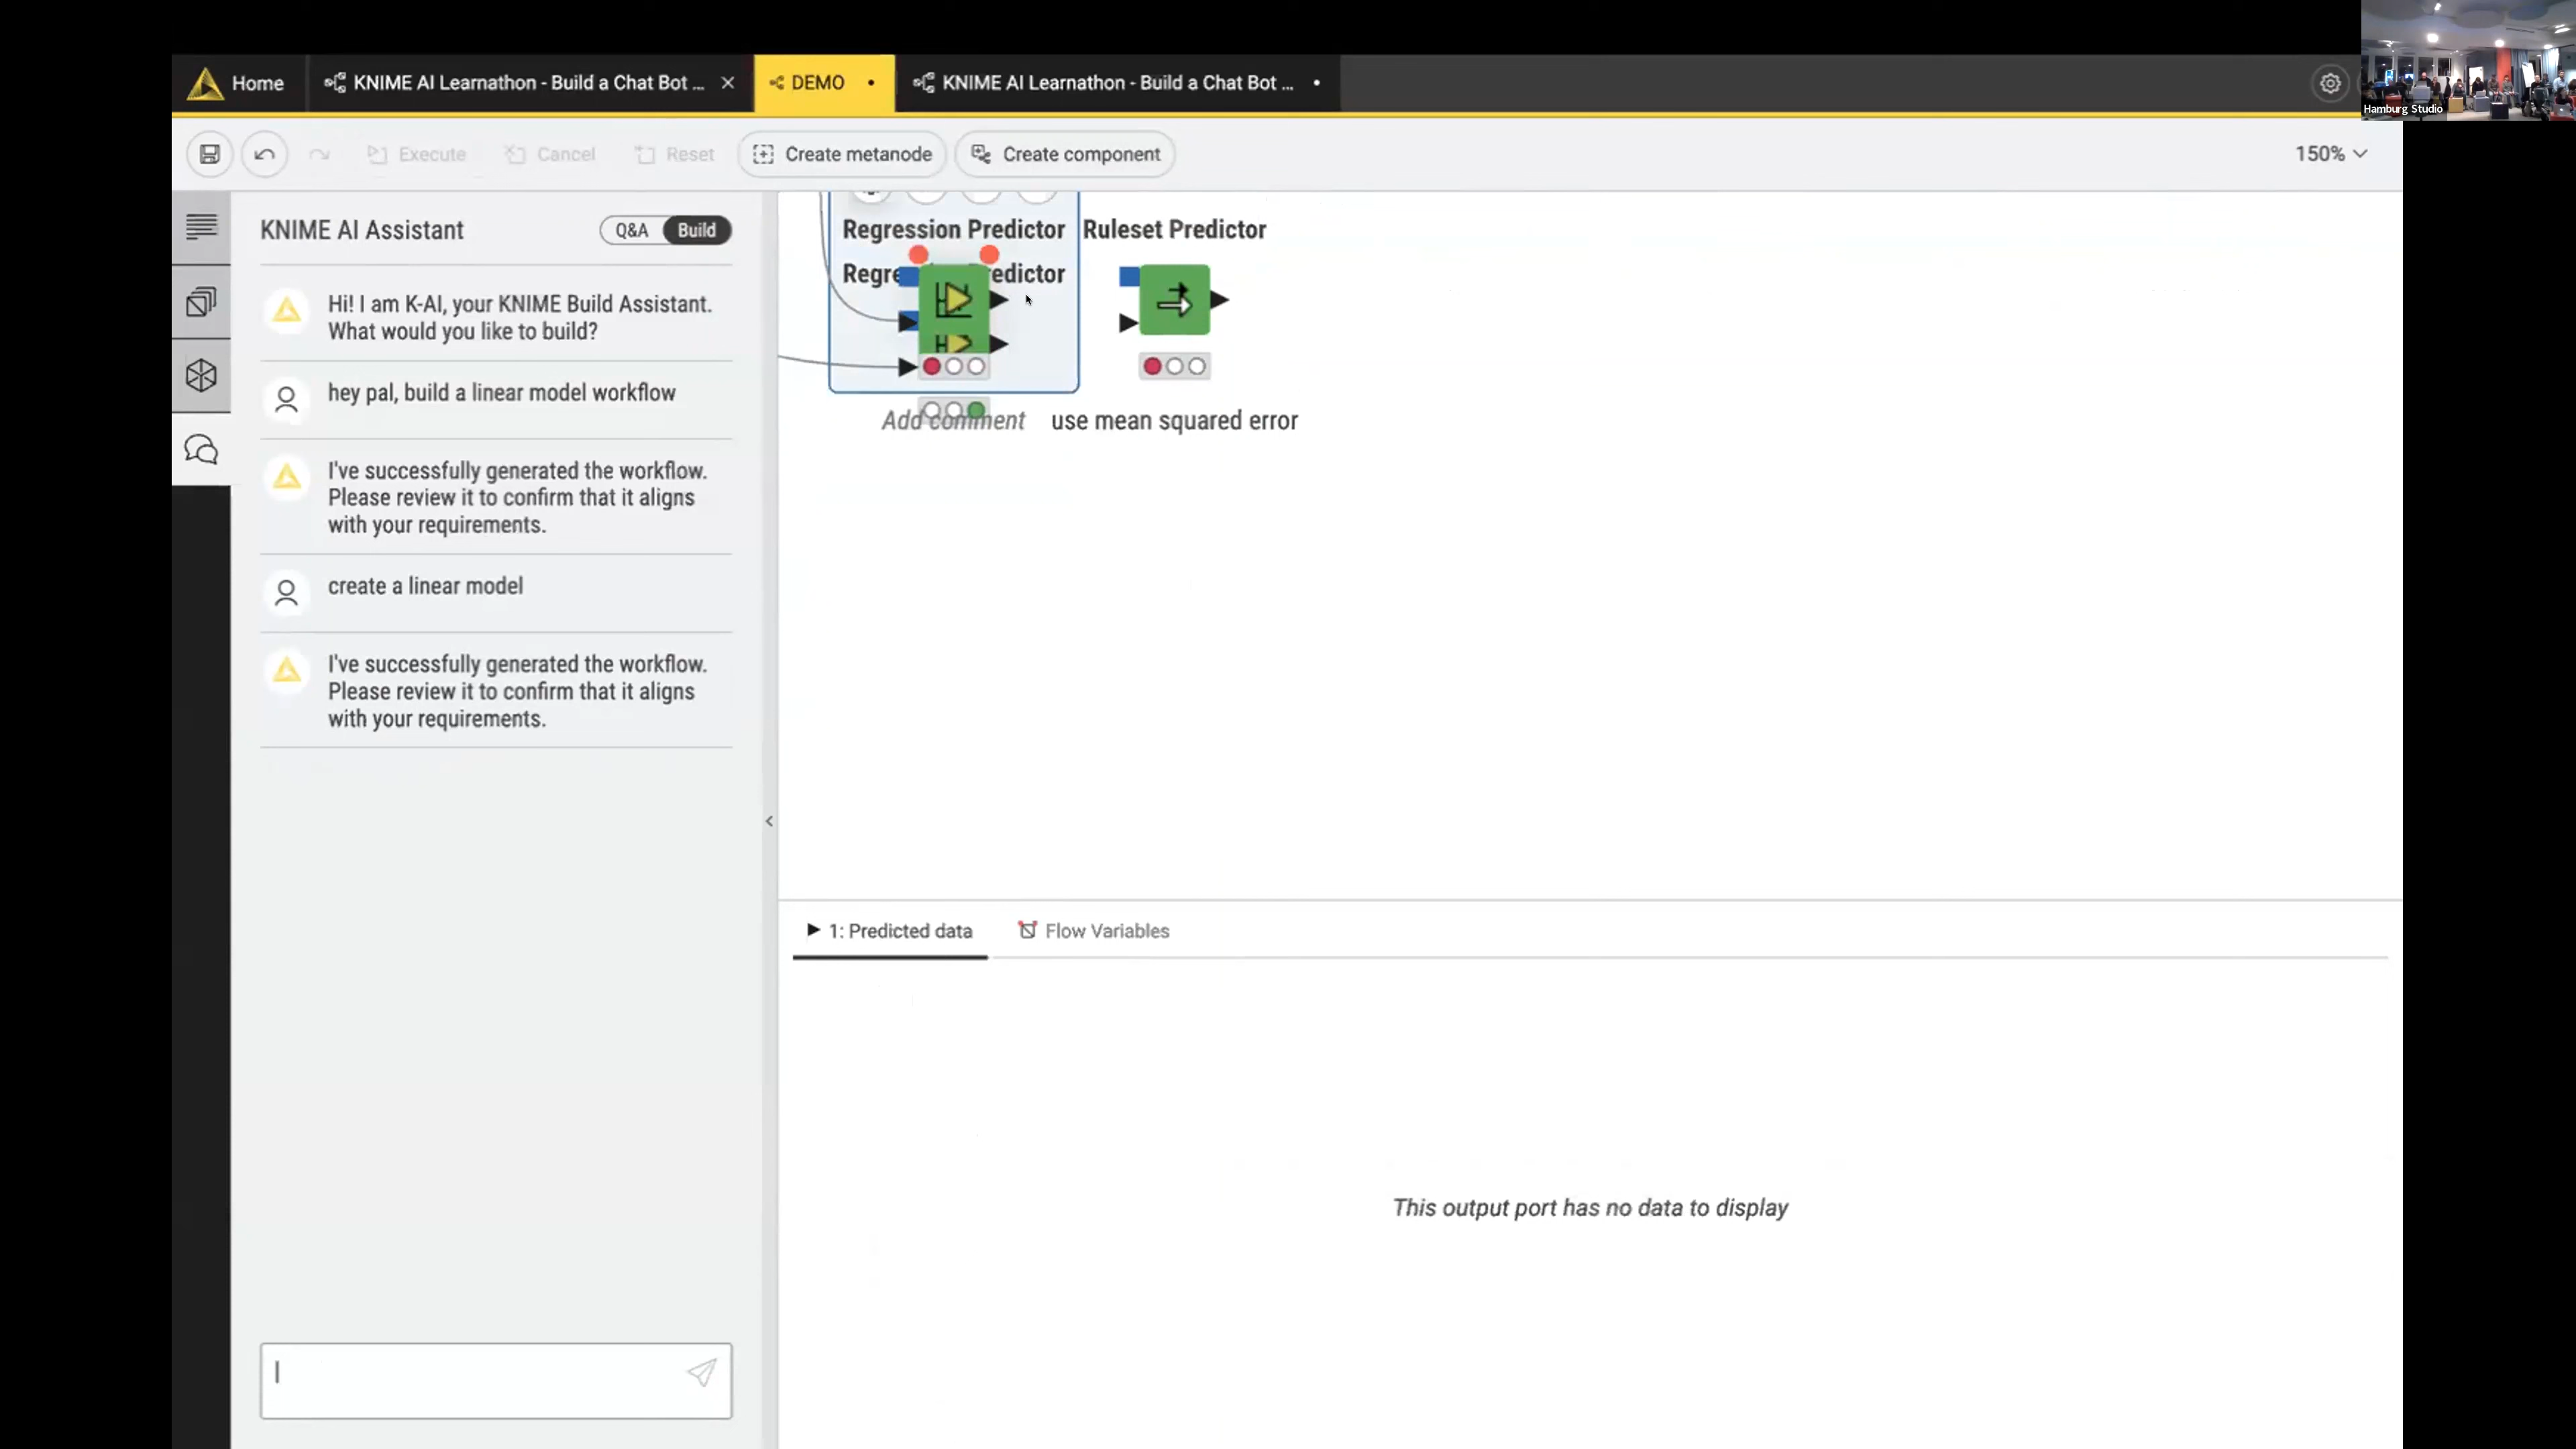 Home
KNIME AI Learnathon - Build a Chat Bot ...
DEMO
KNIME AI Learnathon - Build a Chat Bot ...
Hamburg Studio
Execute
Cancel
Reset
Create metanode
Create component
150%
KNIME AI Assistant
Q&A
Build
Hi! I am K-AI, your KNIME Build Assistant.
What would you like to build?
hey pal, build a linear model workflow
I've successfully generated the workflow.
Please review it to confirm that it aligns
with your requirements.
create a linear model
I've successfully generated the workflow.
Please review it to confirm that it aligns
with your requirements.
Regression Predictor
Ruleset Predictor
Add comment
use mean squared error
1: Predicted data
Flow Variables
This output port has no data to display